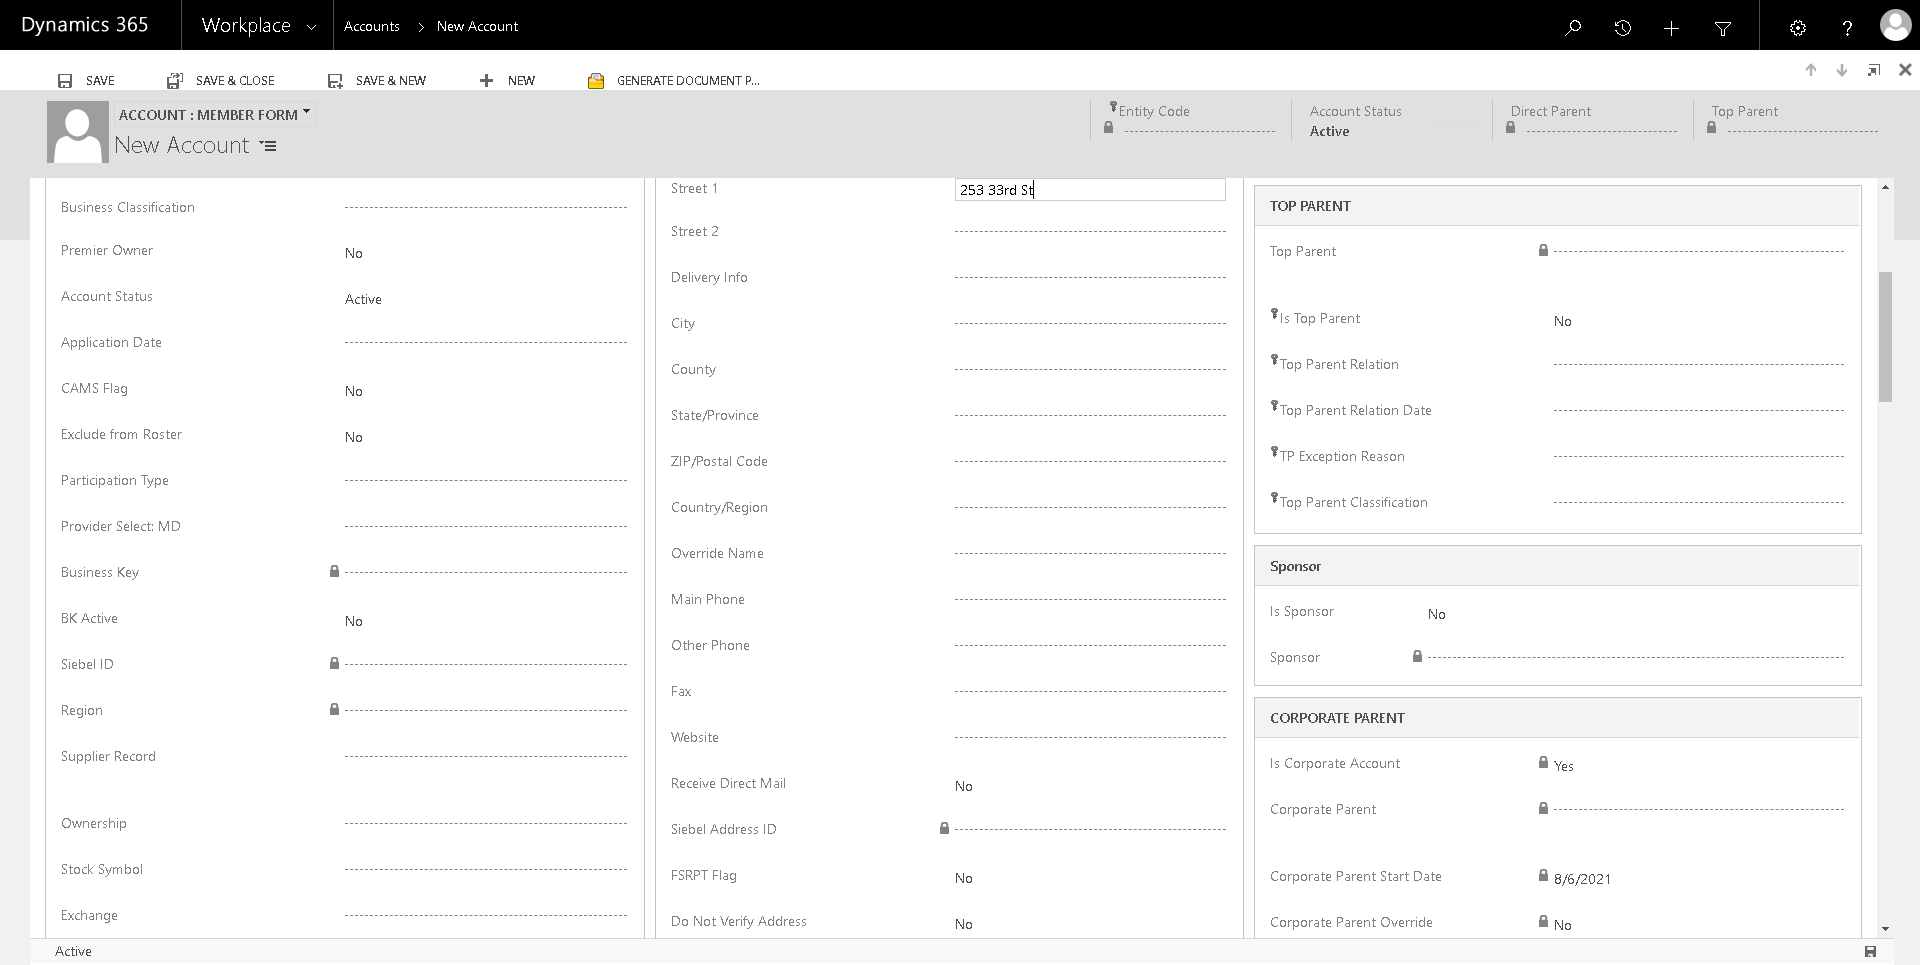 Dynamics 365
Workplace
Accounts > New Account
?
SAVE
SAVE & CLOSE
SAVE & NEW
NEW
GENERATE DOCUMENT P...
ACCOUNT : MEMBER FORM
New Account
Entity Code
Account Status
Active
Direct Parent
Top Parent
Business Classification
Premier Owner No
Account Status Active
Application Date
CAMS Flag No
Exclude from Roster No
Participation Type
Provider Select: MD
Business Key
BK Active No
Siebel ID
Region
Supplier Record
Ownership
Stock Symbol
Exchange
Street 1 253 33rd St
Street 2
Delivery Info
City
County
State/Province
ZIP/Postal Code
Country/Region
Override Name
Main Phone
Other Phone
Fax
Website
Receive Direct Mail No
Siebel Address ID
FSRPT Flag No
Do Not Verify Address No
TOP PARENT
Top Parent
Is Top Parent No
Top Parent Relation
Top Parent Relation Date
TP Exception Reason
Top Parent Classification
Sponsor
Is Sponsor No
Sponsor
CORPORATE PARENT
Is Corporate Account Yes
Corporate Parent
Corporate Parent Start Date 8/6/2021
Corporate Parent Override No
Active